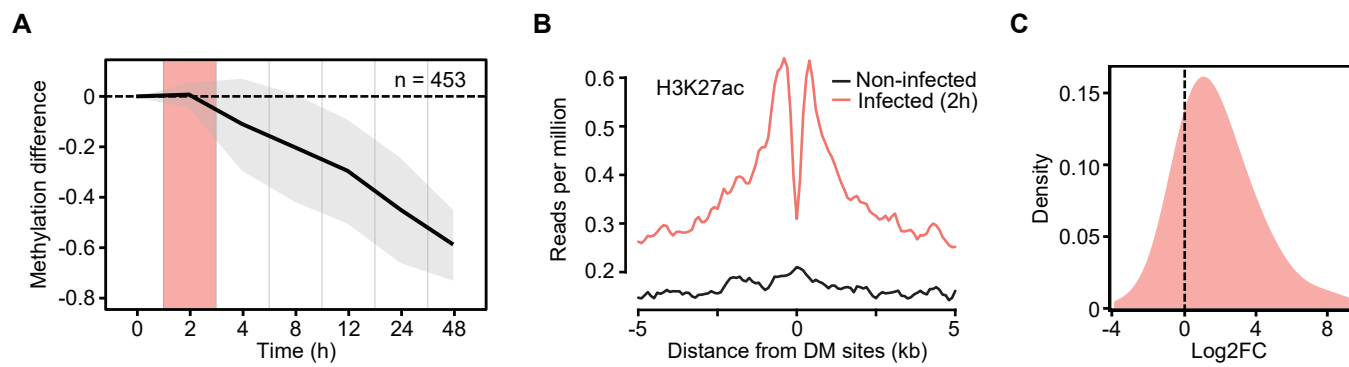 A
n = 453
0
-0.2
-0.4
-0.6
-0.8
Methylation difference
0 2 4 8 12 24 48
Time (h)
B
H3K27ac
Non-infected
Infected (2h)
0.6
0.5
0.4
0.3
0.2
Reads per million
-5 0 5
Distance from DM sites (kb)
C
0.15
0.10
0.05
0
Density
-4 0 4 8
Log2FC